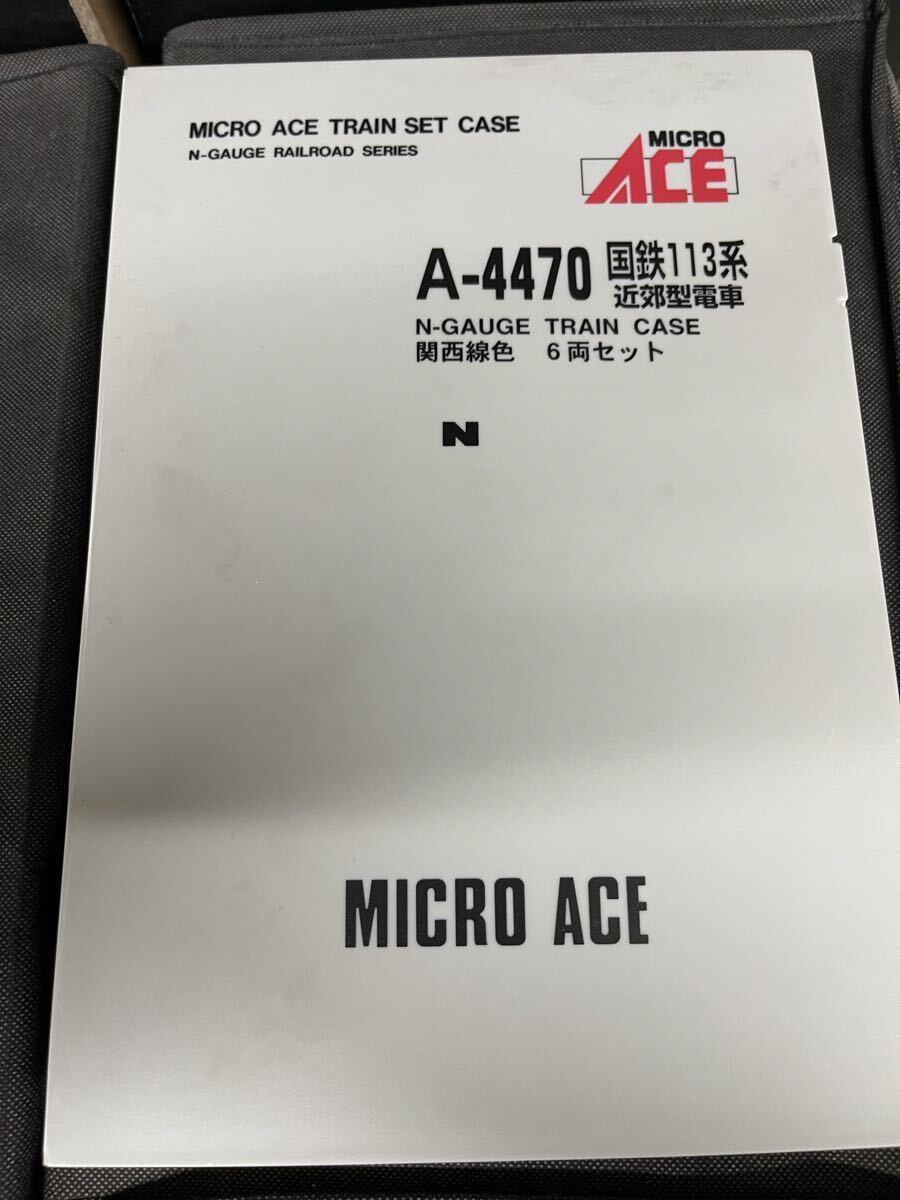 MICRO ACE TRAIN SET CASE
N-GAUGE RAILROAD SERIES
MICRO
ACE
A-4470 国鉄113系
近郊型電車
N-GAUGE TRAIN CASE
関西線色 6両セット
N
MICRO ACE